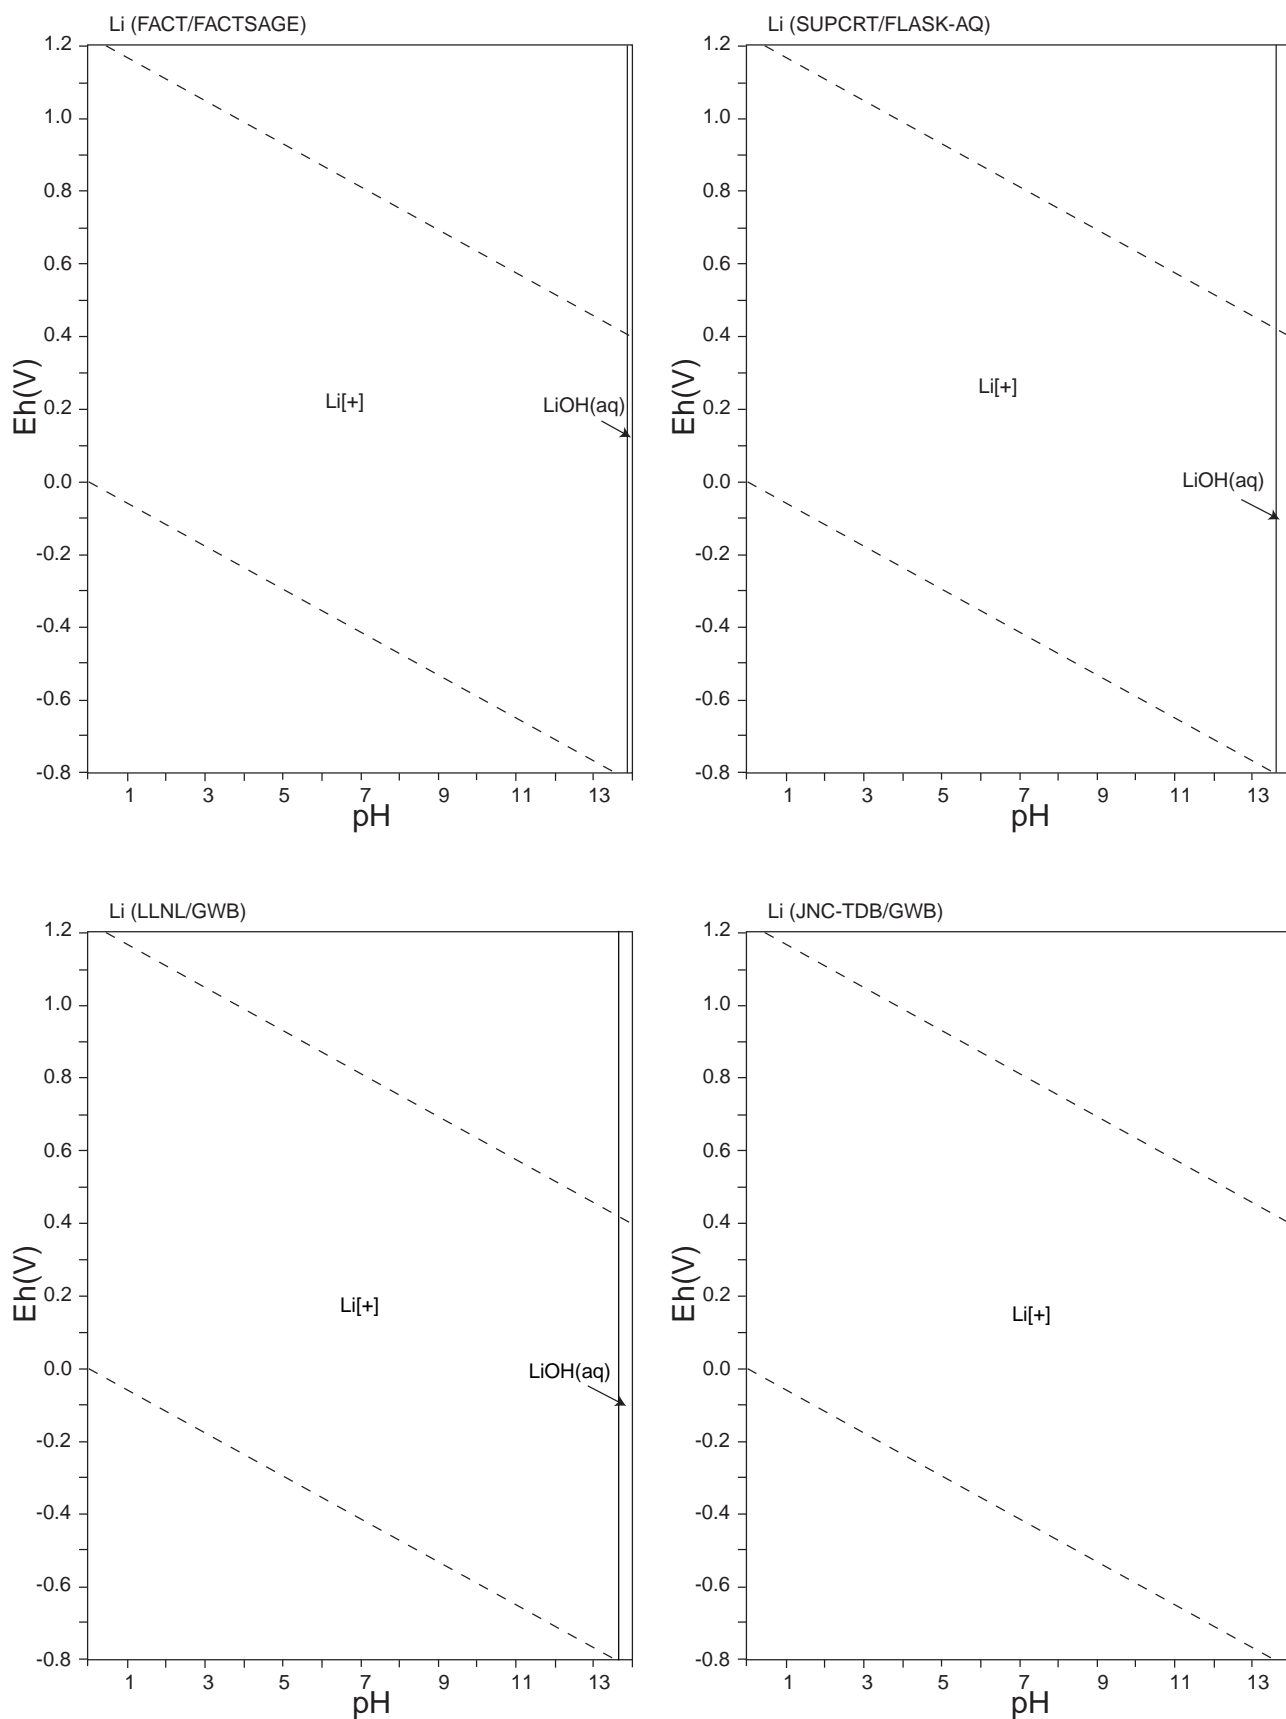 Li (FACT/FACTSAGE)
1.2
1.0
0.8
0.6
0.4
0.2
0.0
-0.2
-0.4
-0.6
-0.8
Eh(V)
Li[+]
LiOH(aq)
1 3 5 7 9 11 13
pH
Li (SUPCRT/FLASK-AQ)
1.2
1.0
0.8
0.6
0.4
0.2
0.0
-0.2
-0.4
-0.6
-0.8
Eh(V)
Li[+]
LiOH(aq)
1 3 5 7 9 11 13
pH
Li (LLNL/GWB)
1.2
1.0
0.8
0.6
0.4
0.2
0.0
-0.2
-0.4
-0.6
-0.8
Eh(V)
Li[+]
LiOH(aq)
1 3 5 7 9 11 13
pH
Li (JNC-TDB/GWB)
1.2
1.0
0.8
0.6
0.4
0.2
0.0
-0.2
-0.4
-0.6
-0.8
Eh(V)
Li[+]
1 3 5 7 9 11 13
pH